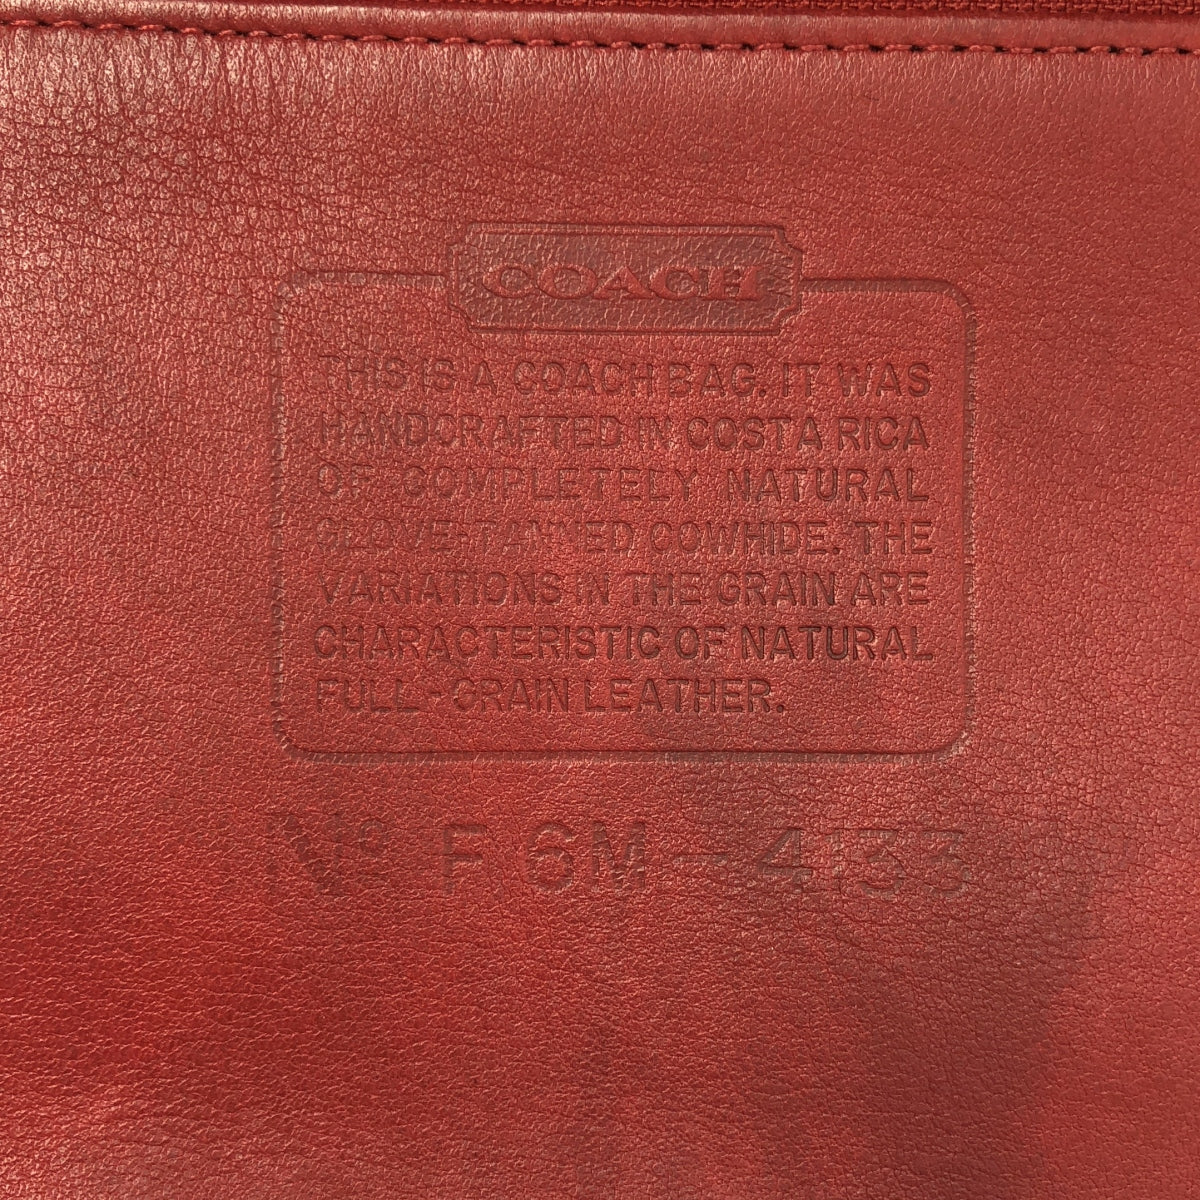 COACH
THIS IS A COACH BAG. IT WAS
HANDCRAFTED IN COSTA RICA
OF COMPLETELY NATURAL
GLOVE-TANNED COWHIDE. THE
VARIATIONS IN THE GRAIN ARE
CHARACTERISTIC OF NATURAL
FULL-GRAIN LEATHER.
Nº F6M-4133